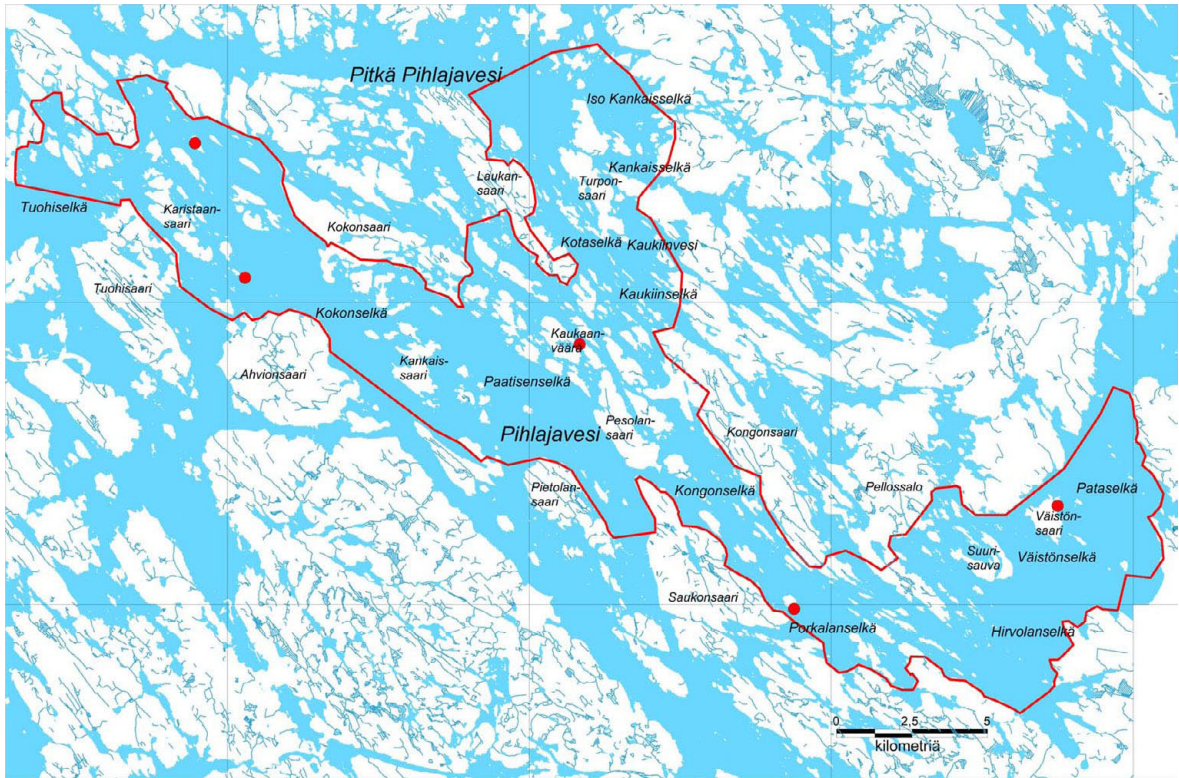 Pitkä Pihlajavesi
Iso Kankaisselkä
Kankaisselkä
Laukan-
saari
Turpon-
saari
Tuohiselkä
Karistaan-
saari
Kokonsaari
Kotaselkä
Kaukiinvesi
Tuohisaari
Kaukiinselkä
Kokonselkä
Kaukaan-
vaara
Ahvionsaari
Kankais-
saari
Paatisenselkä
Pesolan-
saari
Pihlajavesi
Kongonsaari
Pietolan-
saari
Kongonselkä
Pellossalo
Pataselkä
Väistön-
saari
Suuri-
sauva
Väistönselkä
Saukonsaari
Porkalanselkä
Hirvolanselkä
0 2,5 5
kilometriä